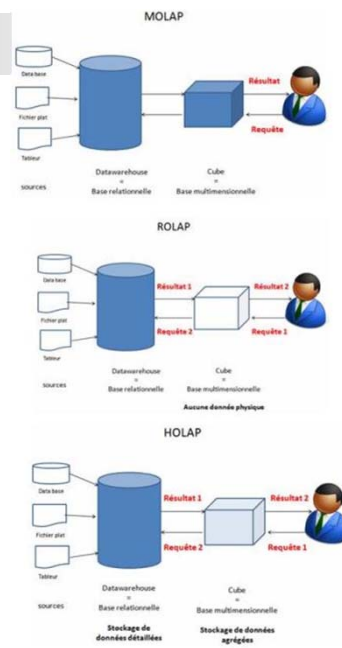 MOLAP
Data base
Fichier plat
Tableur
sources
Résultat
Requête
Datawarehouse
=
Base relationnelle
Cube
=
Base multimensionnelle
ROLAP
Data base
Fichier plat
Tableur
sources
Résultat 1
Requête 2
Résultat 2
Requête 1
Datawarehouse
=
Base relationnelle
Cube
=
Base multimensionnelle
Aucune donnée physique
HOLAP
Data base
Fichier plat
Tableur
sources
Résultat 1
Requête 2
Résultat 2
Requête 1
Datawarehouse
=
Base relationnelle
Stockage de
données détaillées
Cube
=
Base multimensionnelle
Stockage de données
agrégées